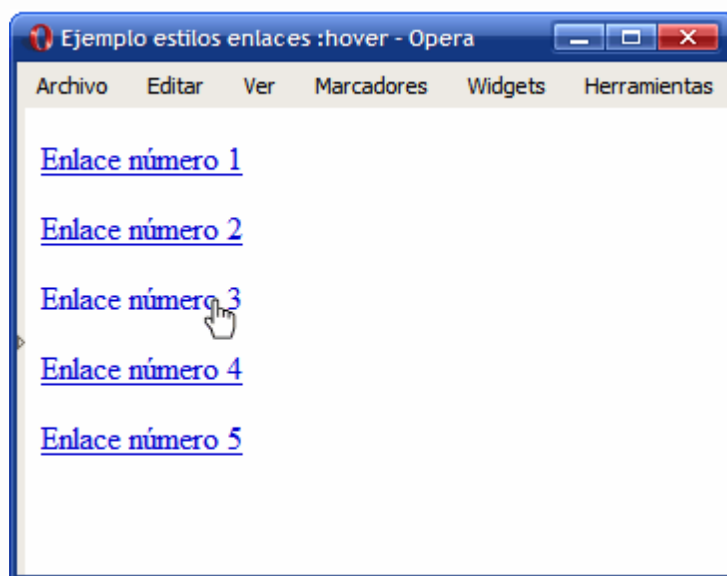 Ejemplo estilos enlaces :hover - Opera
Archivo Editar Ver Marcadores Widgets Herramientas
Enlace número 1
Enlace número 2
Enlace número 3
Enlace número 4
Enlace número 5